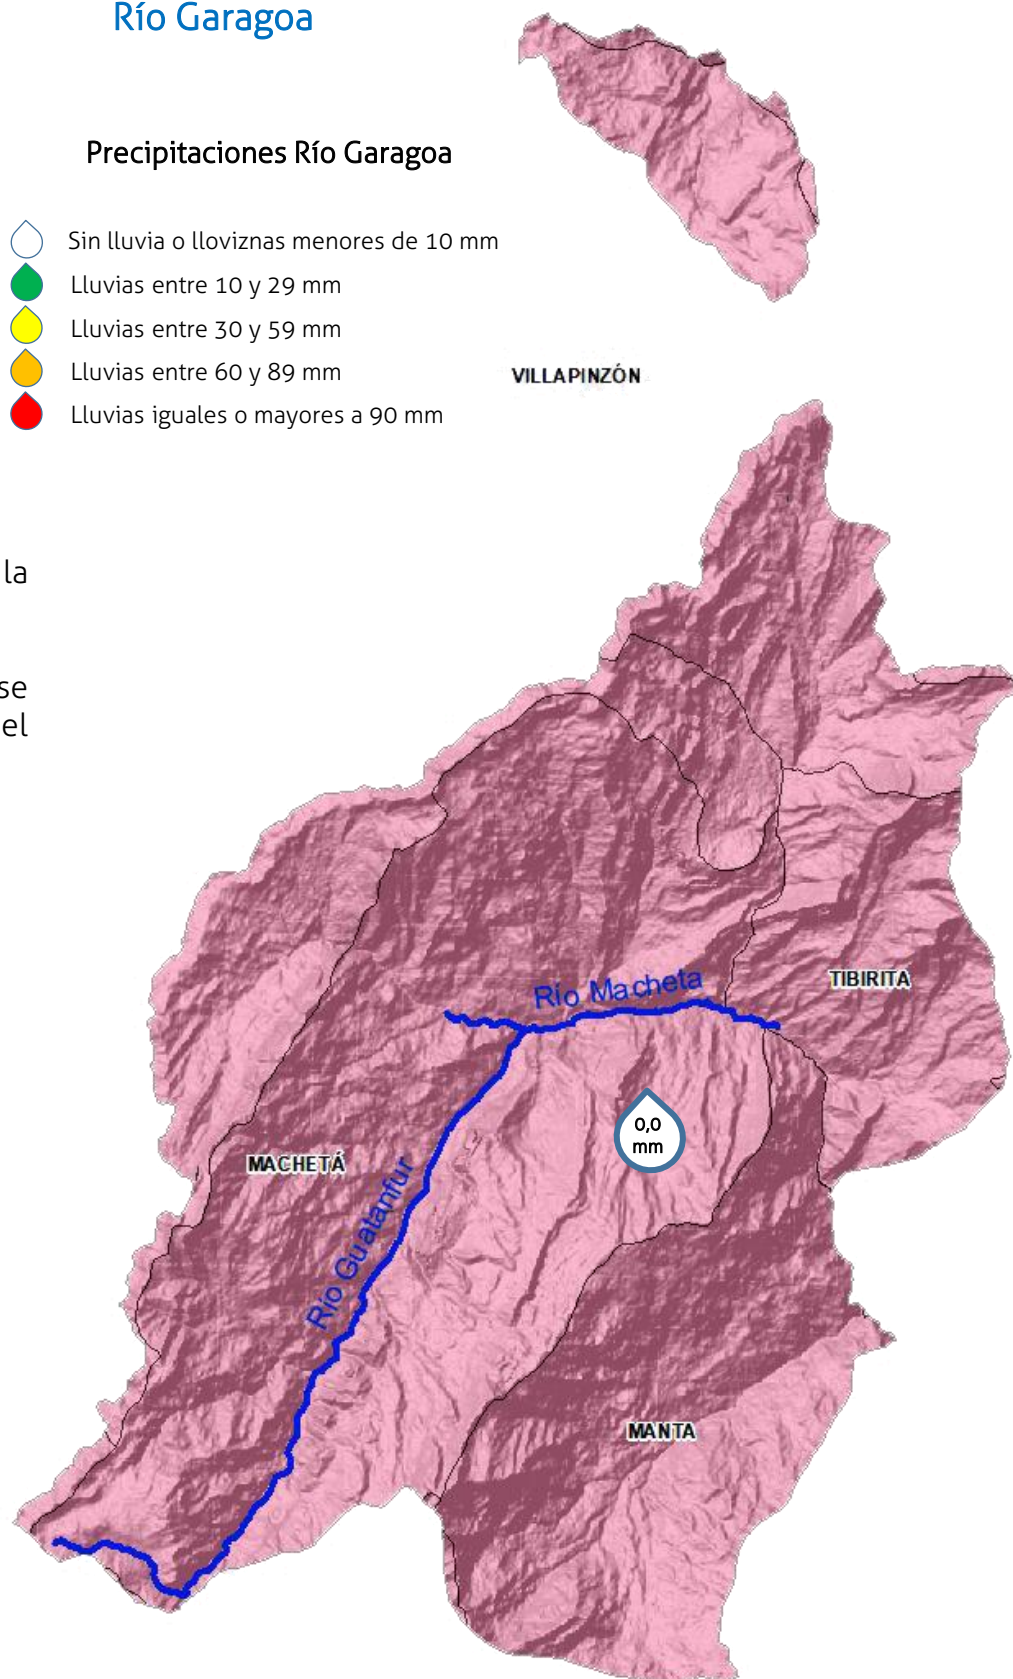 Río Garagoa
Precipitaciones Río Garagoa
Sin lluvia o lloviznas menores de 10 mm
Lluvias entre 10 y 29 mm
Lluvias entre 30 y 59 mm
Lluvias entre 60 y 89 mm
Lluvias iguales o mayores a 90 mm
VILLAPINZÓN
la
se
el
Río Macheta
TIBIRITA
0,0
mm
MACHETÁ
Río Guatanfur
MANTA